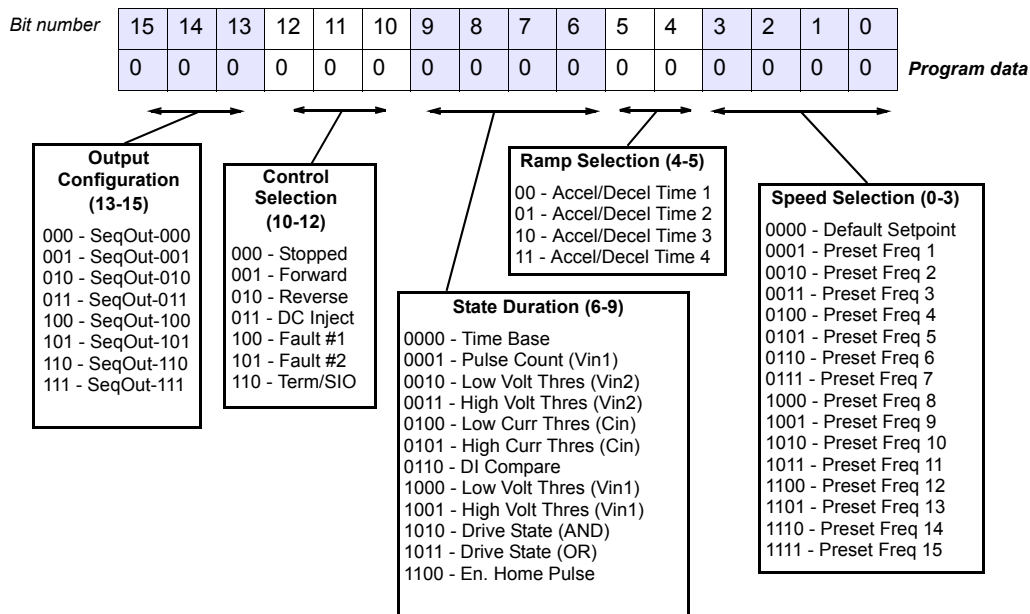 Bit number 15 14 13 12 11 10 9 8 7 6 5 4 3 2 1 0
0 0 0 0 0 0 0 0 0 0 0 0 0 0 0 0 Program data
Output
Configuration
(13-15)
000 - SeqOut-000
001 - SeqOut-001
010 - SeqOut-010
011 - SeqOut-011
100 - SeqOut-100
101 - SeqOut-101
110 - SeqOut-110
111 - SeqOut-111
Control
Selection
(10-12)
000 - Stopped
001 - Forward
010 - Reverse
011 - DC Inject
100 - Fault #1
101 - Fault #2
110 - Term/SIO
State Duration (6-9)
0000 - Time Base
0001 - Pulse Count (Vin1)
0010 - Low Volt Thres (Vin2)
0011 - High Volt Thres (Vin2)
0100 - Low Curr Thres (Cin)
0101 - High Curr Thres (Cin)
0110 - DI Compare
1000 - Low Volt Thres (Vin1)
1001 - High Volt Thres (Vin1)
1010 - Drive State (AND)
1011 - Drive State (OR)
1100 - En. Home Pulse
Ramp Selection (4-5)
00 - Accel/Decel Time 1
01 - Accel/Decel Time 2
10 - Accel/Decel Time 3
11 - Accel/Decel Time 4
Speed Selection (0-3)
0000 - Default Setpoint
0001 - Preset Freq 1
0010 - Preset Freq 2
0011 - Preset Freq 3
0100 - Preset Freq 4
0101 - Preset Freq 5
0110 - Preset Freq 6
0111 - Preset Freq 7
1000 - Preset Freq 8
1001 - Preset Freq 9
1010 - Preset Freq 10
1011 - Preset Freq 11
1100 - Preset Freq 12
1101 - Preset Freq 13
1110 - Preset Freq 14
1111 - Preset Freq 15